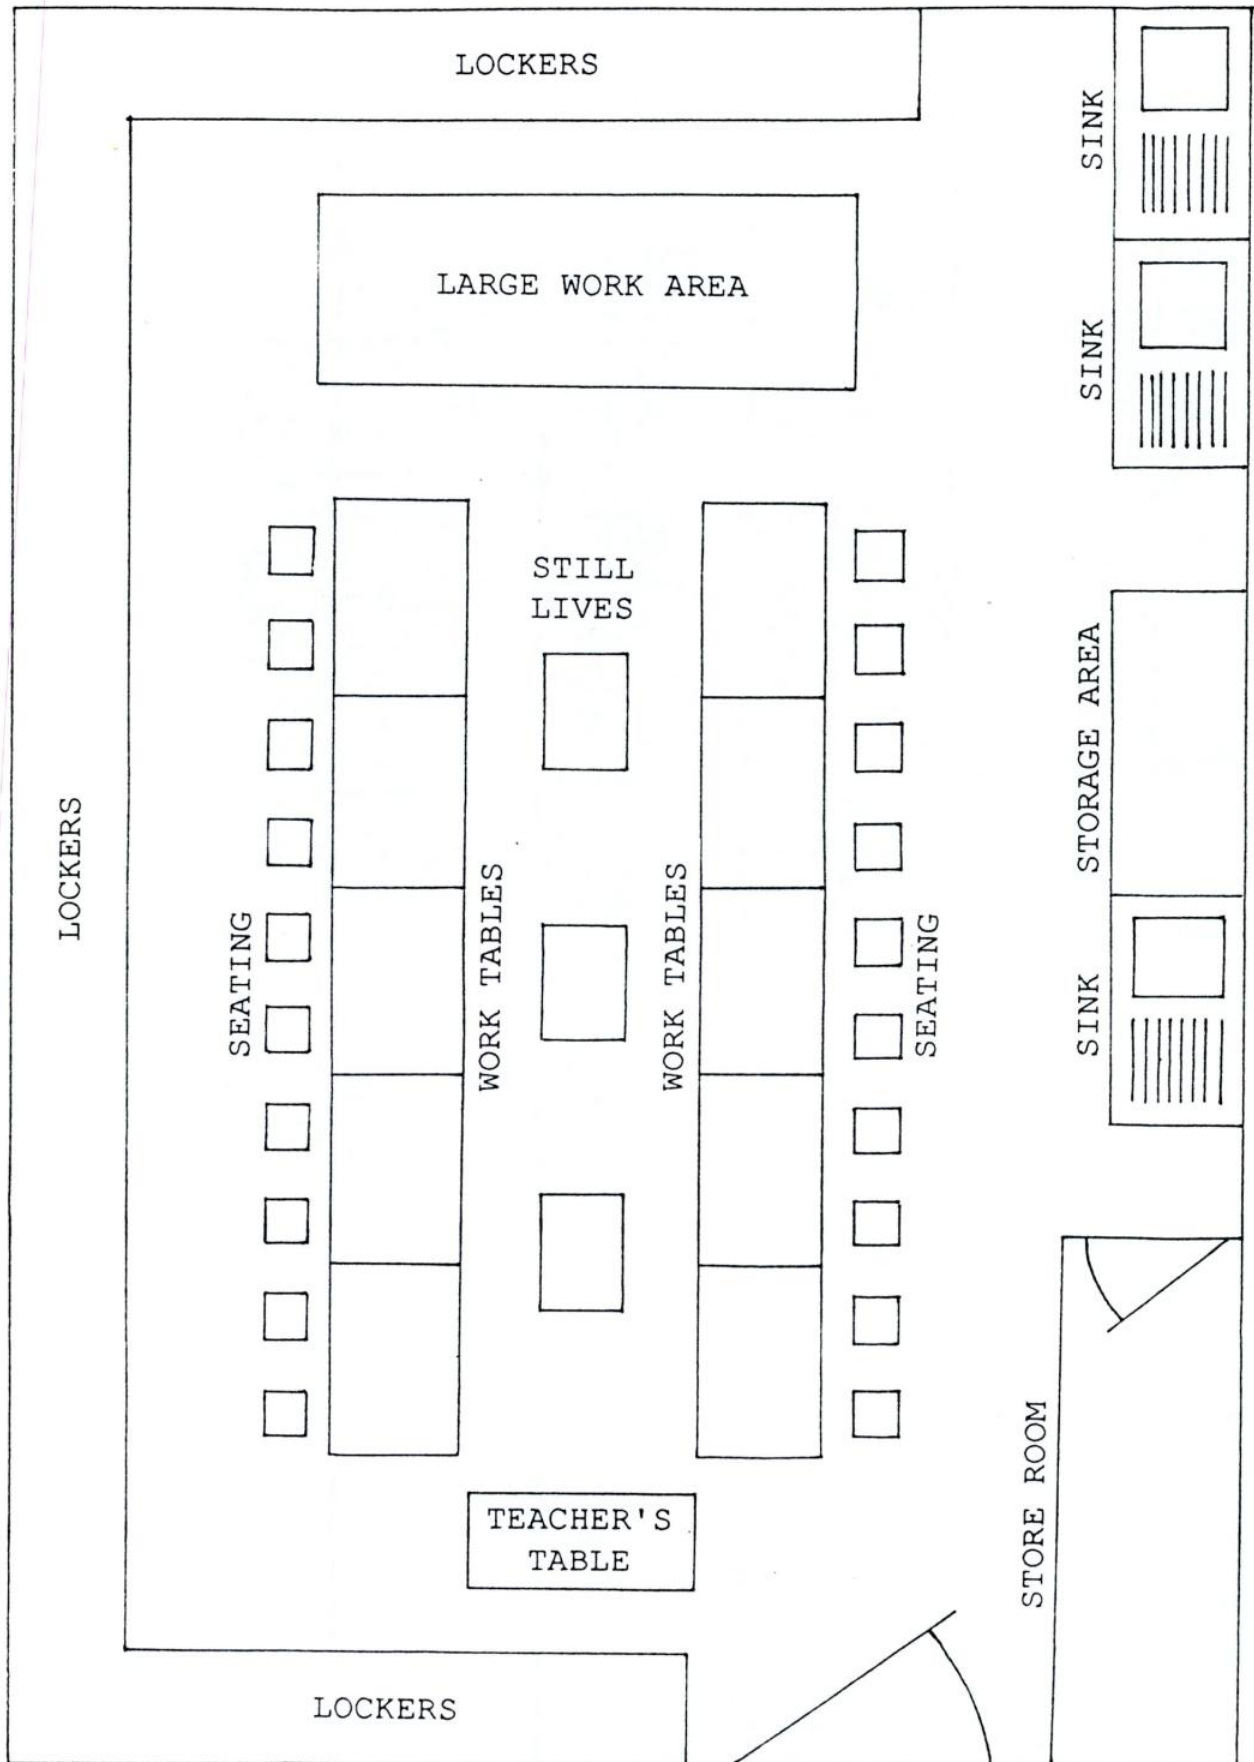 LOCKERS
SINK
LARGE WORK AREA
SINK
STILL
LIVES
STORAGE AREA
LOCKERS
SEATING
WORK TABLES
WORK TABLES
SEATING
SINK
STORE ROOM
TEACHER'S
TABLE
LOCKERS